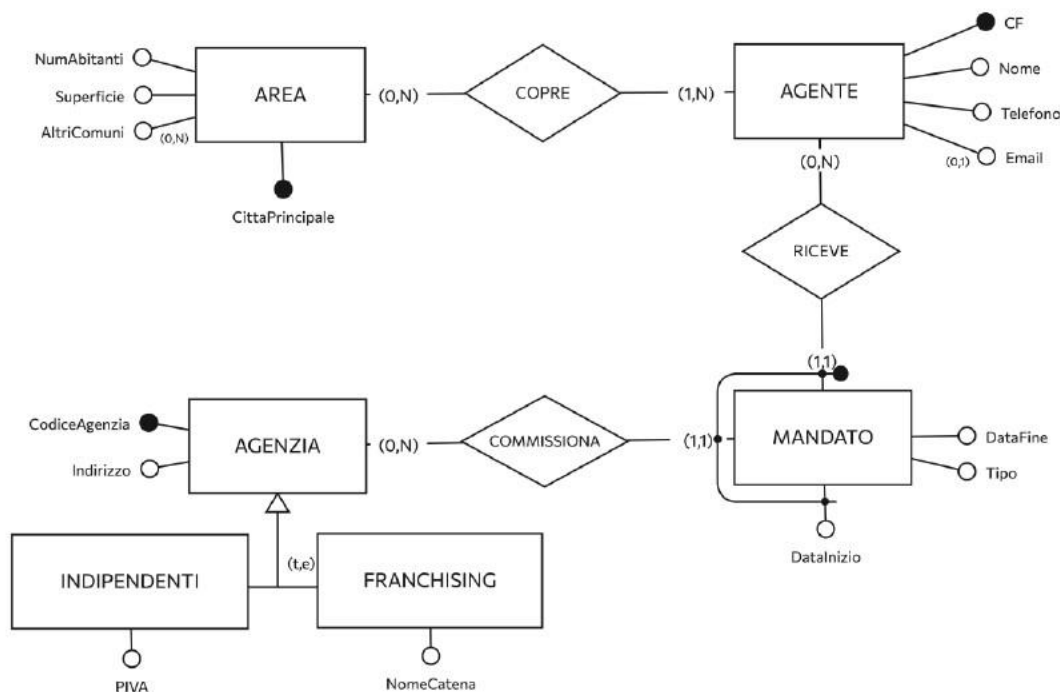 NumAbitanti
Superficie
AltriComuni
(0,N)
AREA
CittaPrincipale
(0,N)
COPRE
(1,N)
AGENTE
CF
Nome
Telefono
Email
(0,1)
(0,N)
RICEVE
(1,1)
CodiceAgenzia
Indirizzo
AGENZIA
(0,N)
COMMISSIONA
(1,1)
MANDATO
DataFine
Tipo
DataInizio
INDIPENDENTI
(t,e)
FRANCHISING
PIVA
NomeCatena